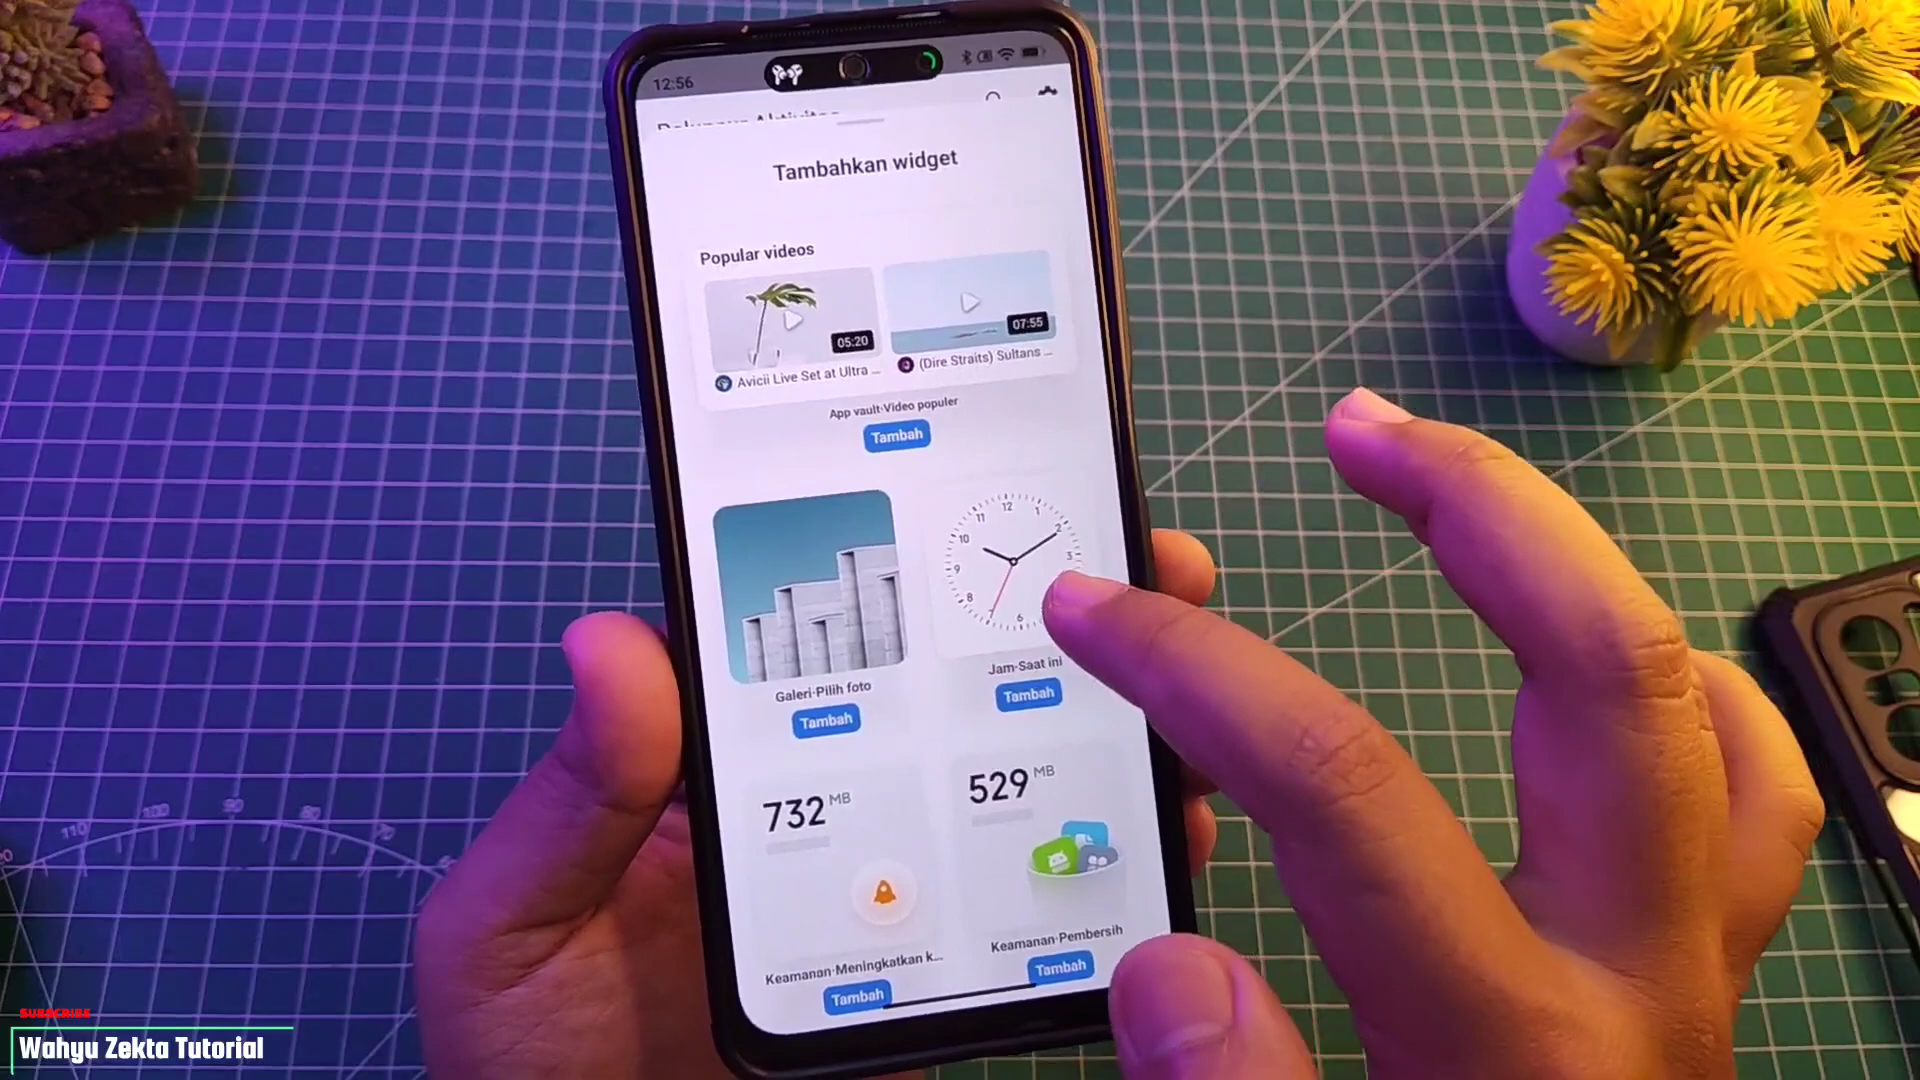 12:56
Tambahkan widget
Popular videos
05:20
07:55
Avicii Live Set at Ultra ...
(Dire Straits) Sultans ...
App vault·Video populer
Tambah
12
11
1
10
2
9
3
8
7
6
Galeri·Pilih foto
Jam·Saat ini
Tambah
Tambah
732 MB
529 MB
Keamanan·Meningkatkan k...
Keamanan·Pembersih
Tambah
Tambah
110
100
90
80
70
SUBSCRIBE
Wahyu Zekta Tutorial